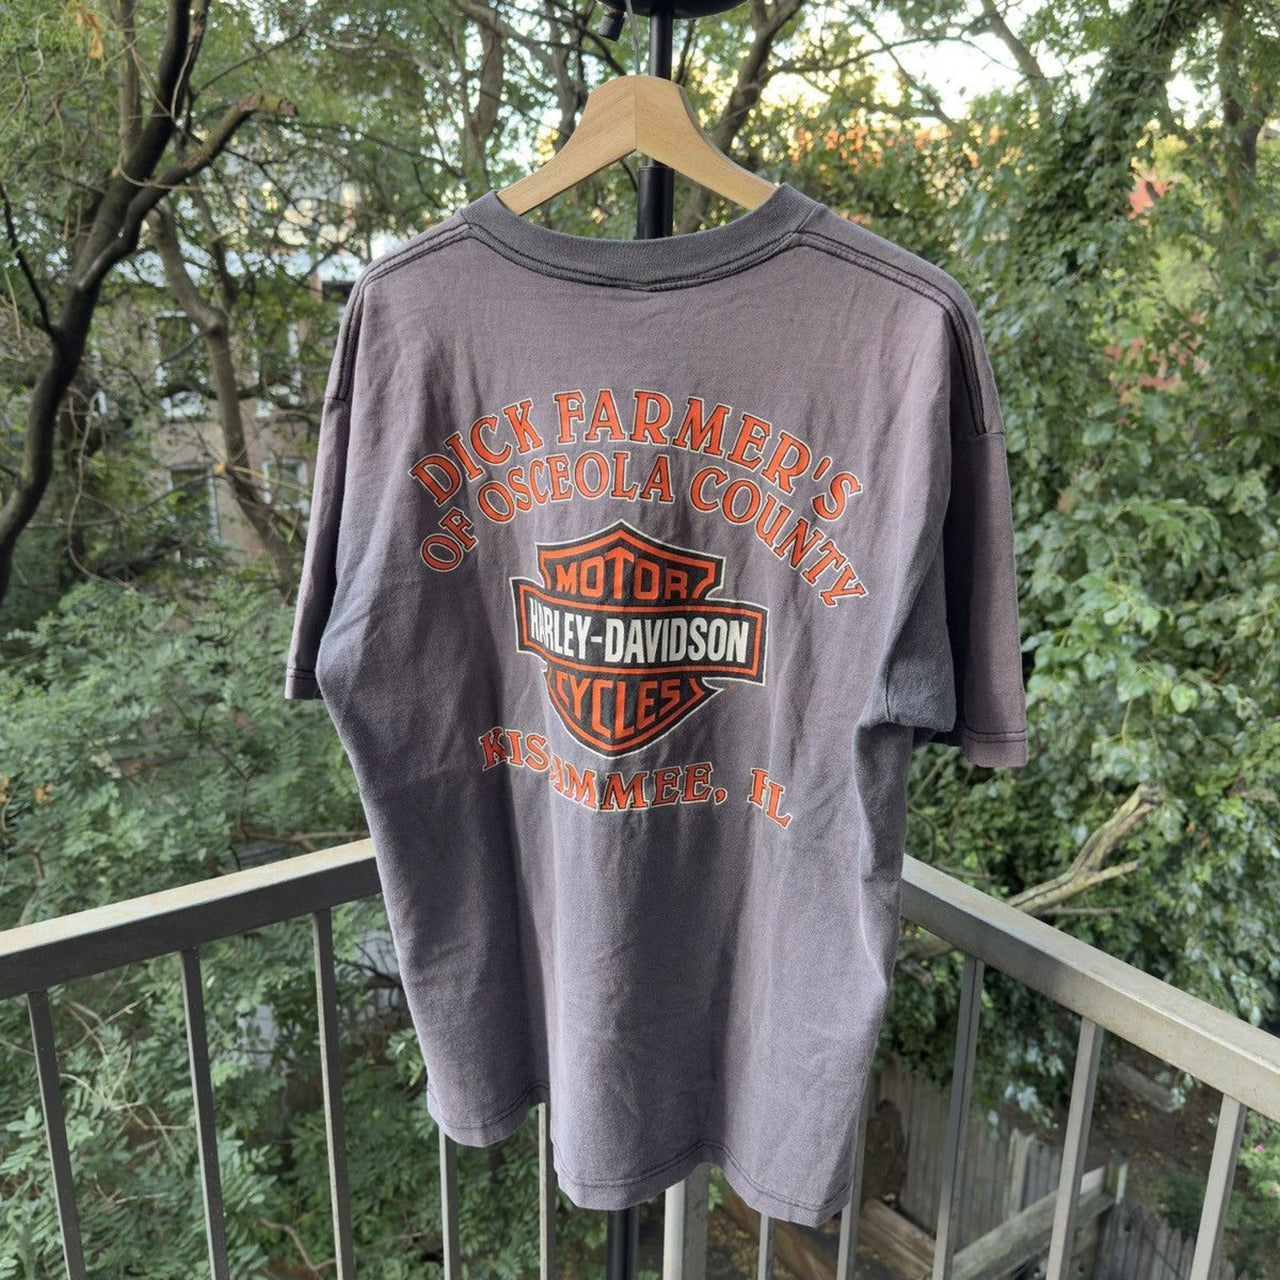 DICK FARMER'S
OF OSCEOLA COUNTY
MOTOR
HARLEY-DAVIDSON
CYCLES
KISSIMMEE, FL